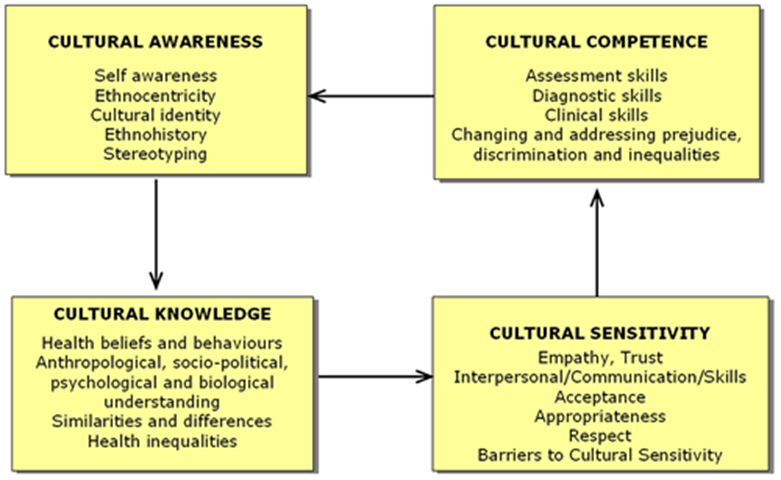 CULTURAL AWARENESS
Self awareness
Ethnocentricity
Cultural identity
Ethnohistory
Stereotyping
CULTURAL COMPETENCE
Assessment skills
Diagnostic skills
Clinical skills
Changing and addressing prejudice,
discrimination and inequalities
CULTURAL KNOWLEDGE
Health beliefs and behaviours
Anthropological, socio-political,
psychological and biological
understanding
Similarities and differences
Health inequalities
CULTURAL SENSITIVITY
Empathy, Trust
Interpersonal/Communication/Skills
Acceptance
Appropriateness
Respect
Barriers to Cultural Sensitivity